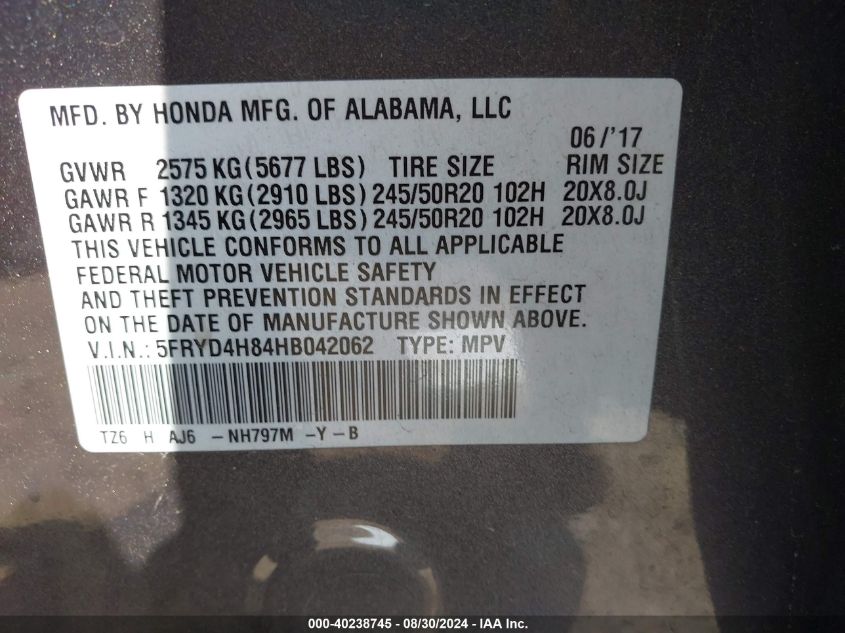 MFD. BY HONDA MFG. OF ALABAMA, LLC
06/'17
GVWR 2575 KG(5677 LBS) TIRE SIZE RIM SIZE
GAWR F 1320 KG(2910 LBS) 245/50R20 102H 20X8.0J
GAWR R 1345 KG(2965 LBS) 245/50R20 102H 20X8.0J
THIS VEHICLE CONFORMS TO ALL APPLICABLE
FEDERAL MOTOR VEHICLE SAFETY
AND THEFT PREVENTION STANDARDS IN EFFECT
ON THE DATE OF MANUFACTURE SHOWN ABOVE.
V.I.N.: 5FRYD4H84HB042062 TYPE: MPV
TZ6 H AJ6 -NH797M -Y-B
000-40238745 - 08/30/2024 - IAA Inc.